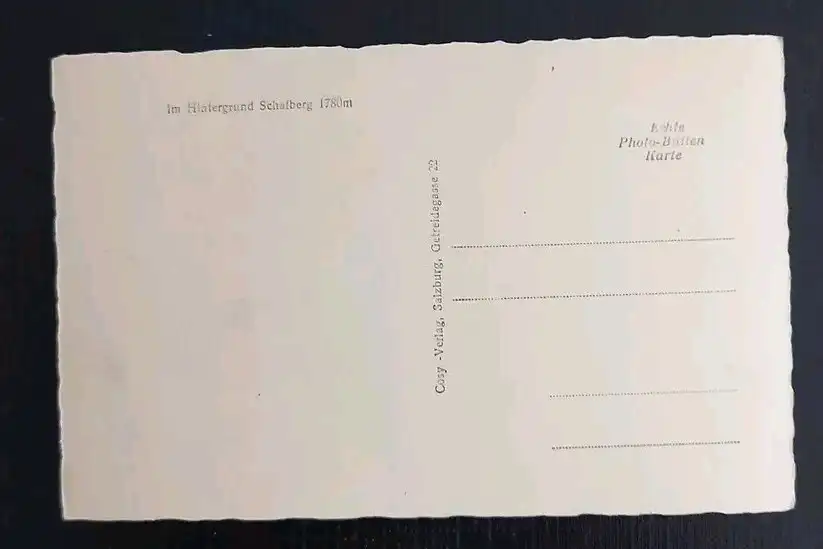 Im Hintergrund Schafberg 1780m
Cosy -Verlag, Salzburg, Getreidegasse 22
Echte
Photo-Bütten
Karte